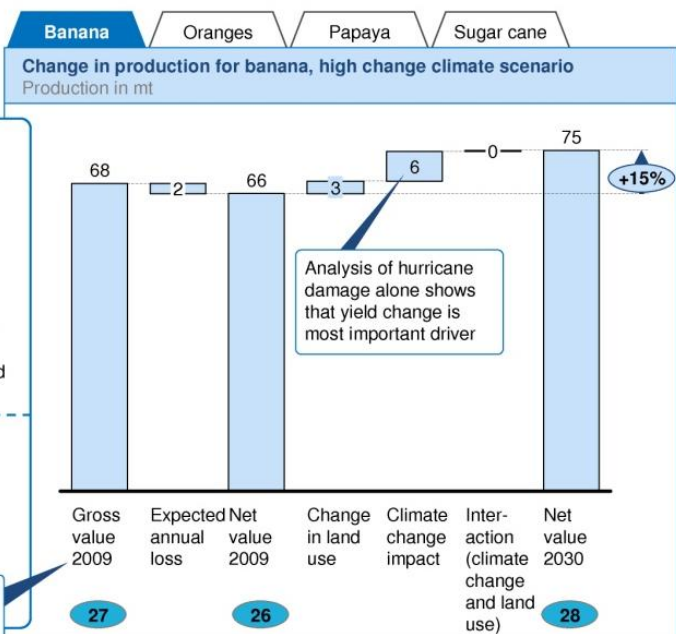 Banana
Oranges
Papaya
Sugar cane
Change in production for banana, high change climate scenario
Production in mt
68
2
66
3
6
0
75
+15%
Analysis of hurricane
damage alone shows
that yield change is
most important driver
d
Gross
value
2009
Expected
annual
loss
Net
value
2009
Change
in land
use
Climate
change
impact
Inter-
action
(climate
change
and land
use)
Net
value
2030
27
26
28